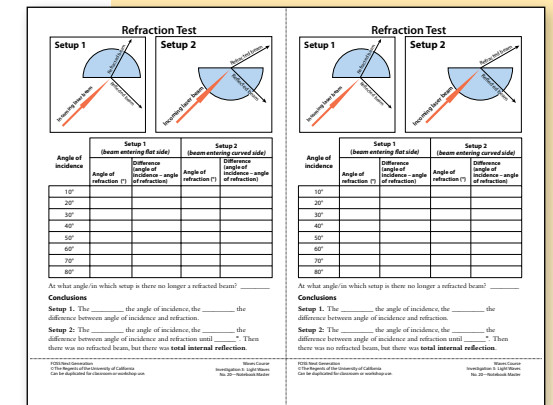 Refraction Test
Setup 1
Refracted beam
Incoming laser beam
Reflected beam
Setup 2
Refracted beam
Incoming laser beam
Reflected beam
Angle of incidence
Setup 1
(beam entering flat side)
Setup 2
(beam entering curved side)
Angle of refraction (°)
Difference (angle of incidence – angle of refraction)
Angle of refraction (°)
Difference (angle of incidence – angle of refraction)
10°
20°
30°
40°
50°
60°
70°
80°
At what angle/in which setup is there no longer a refracted beam? ________
Conclusions
Setup 1. The ________ the angle of incidence, the ________ the
difference between angle of incidence and refraction.
Setup 2: The ________ the angle of incidence, the ________ the
difference between angle of incidence and refraction until _____°. Then
there was no refracted beam, but there was total internal reflection.
FOSS Next Generation
©The Regents of the University of California
Can be duplicated for classroom or workshop use.
Waves Course
Investigation 5: Light Waves
No. 20—Notebook Master
Refraction Test
Setup 1
Refracted beam
Incoming laser beam
Reflected beam
Setup 2
Refracted beam
Incoming laser beam
Reflected beam
Angle of incidence
Setup 1
(beam entering flat side)
Setup 2
(beam entering curved side)
Angle of refraction (°)
Difference (angle of incidence – angle of refraction)
Angle of refraction (°)
Difference (angle of incidence – angle of refraction)
10°
20°
30°
40°
50°
60°
70°
80°
At what angle/in which setup is there no longer a refracted beam? ________
Conclusions
Setup 1. The ________ the angle of incidence, the ________ the
difference between angle of incidence and refraction.
Setup 2: The ________ the angle of incidence, the ________ the
difference between angle of incidence and refraction until _____°. Then
there was no refracted beam, but there was total internal reflection.
FOSS Next Generation
©The Regents of the University of California
Can be duplicated for classroom or workshop use.
Waves Course
Investigation 5: Light Waves
No. 20—Notebook Master